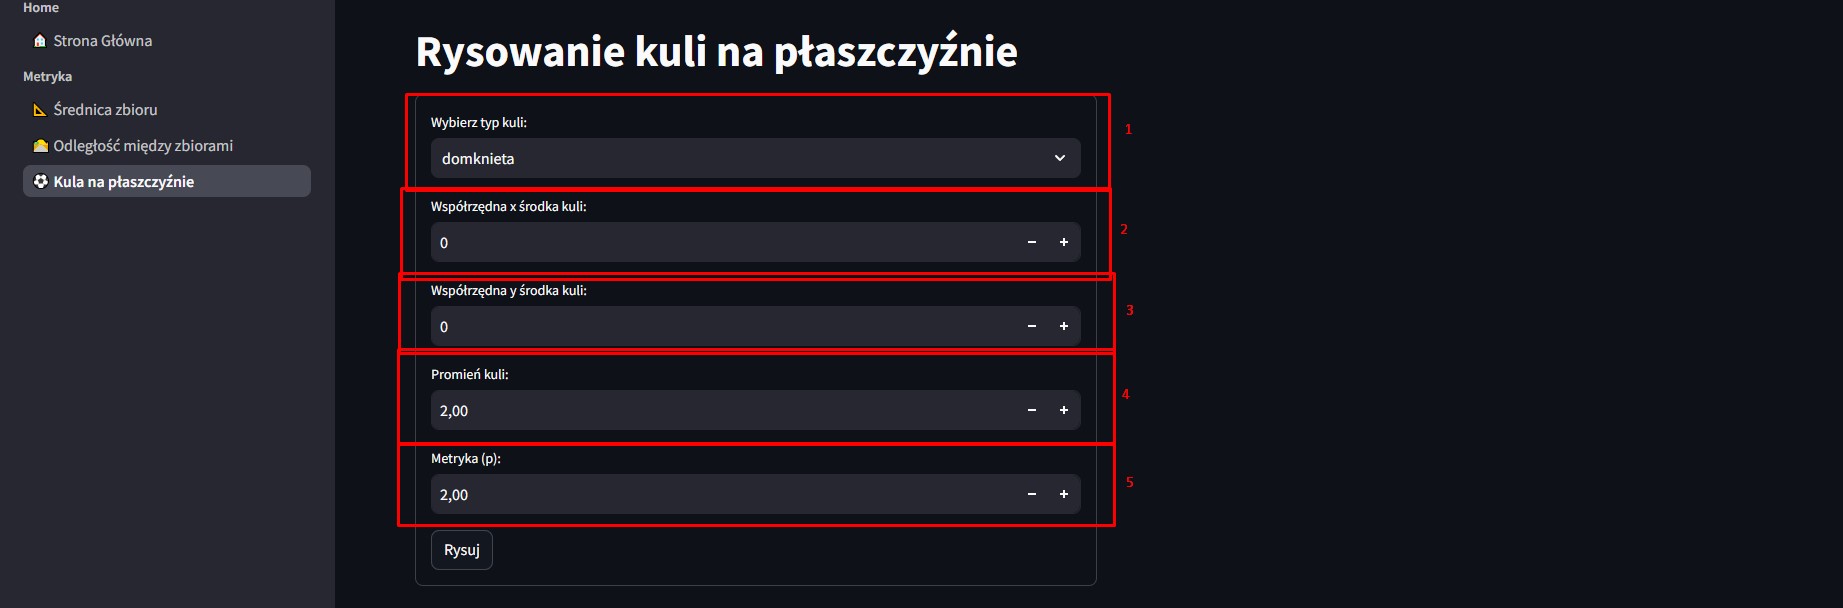 Home
Strona Główna
Metryka
Średnica zbioru
Odległość między zbiorami
Kula na płaszczyźnie
Rysowanie kuli na płaszczyźnie
Wybierz typ kuli:
domknieta
1
Współrzędna x środka kuli:
0
2
Współrzędna y środka kuli:
0
3
Promień kuli:
2,00
4
Metryka (p):
2,00
5
Rysuj